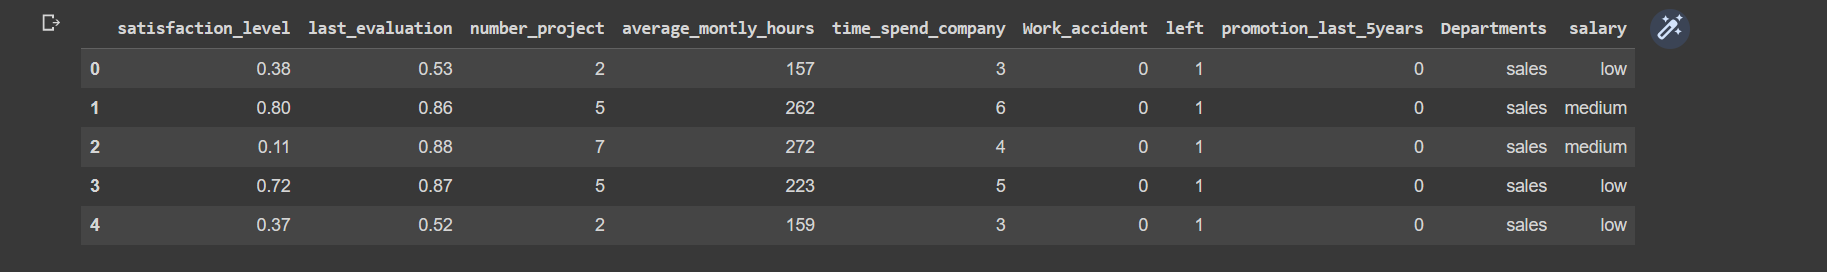 satisfaction_level last_evaluation number_project average_montly_hours time_spend_company Work_accident left promotion_last_5years Departments salary
0 0.38 0.53 2 157 3 0 1 0 sales low
1 0.80 0.86 5 262 6 0 1 0 sales medium
2 0.11 0.88 7 272 4 0 1 0 sales medium
3 0.72 0.87 5 223 5 0 1 0 sales low
4 0.37 0.52 2 159 3 0 1 0 sales low